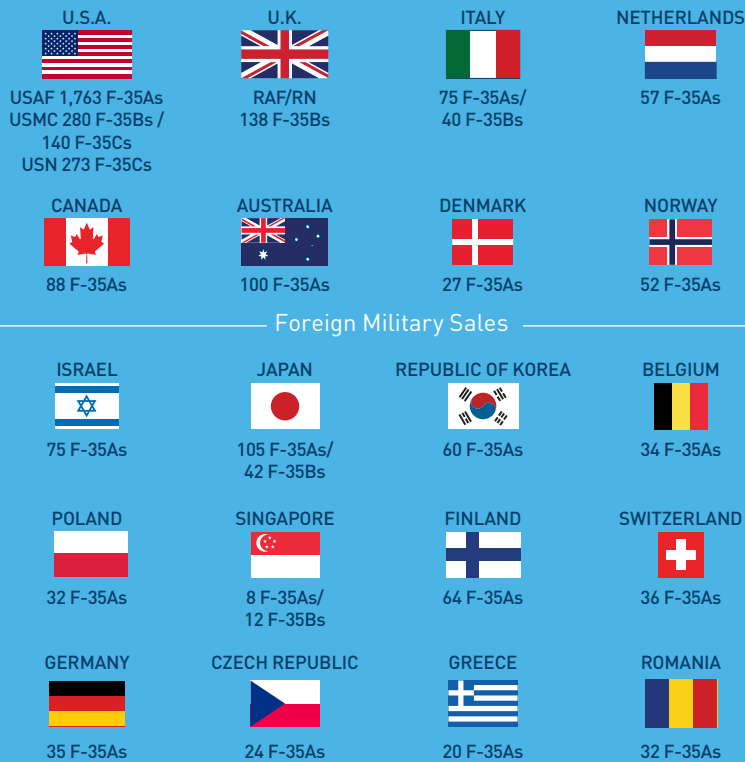 U.S.A.
USAF 1,763 F-35As
USMC 280 F-35Bs /
140 F-35Cs
USN 273 F-35Cs
U.K.
RAF/RN
138 F-35Bs
ITALY
75 F-35As/
40 F-35Bs
NETHERLANDS
57 F-35As
CANADA
88 F-35As
AUSTRALIA
100 F-35As
DENMARK
27 F-35As
NORWAY
52 F-35As
Foreign Military Sales
ISRAEL
75 F-35As
JAPAN
105 F-35As/
42 F-35Bs
REPUBLIC OF KOREA
60 F-35As
BELGIUM
34 F-35As
POLAND
32 F-35As
SINGAPORE
8 F-35As/
12 F-35Bs
FINLAND
64 F-35As
SWITZERLAND
36 F-35As
GERMANY
35 F-35As
CZECH REPUBLIC
24 F-35As
GREECE
20 F-35As
ROMANIA
32 F-35As